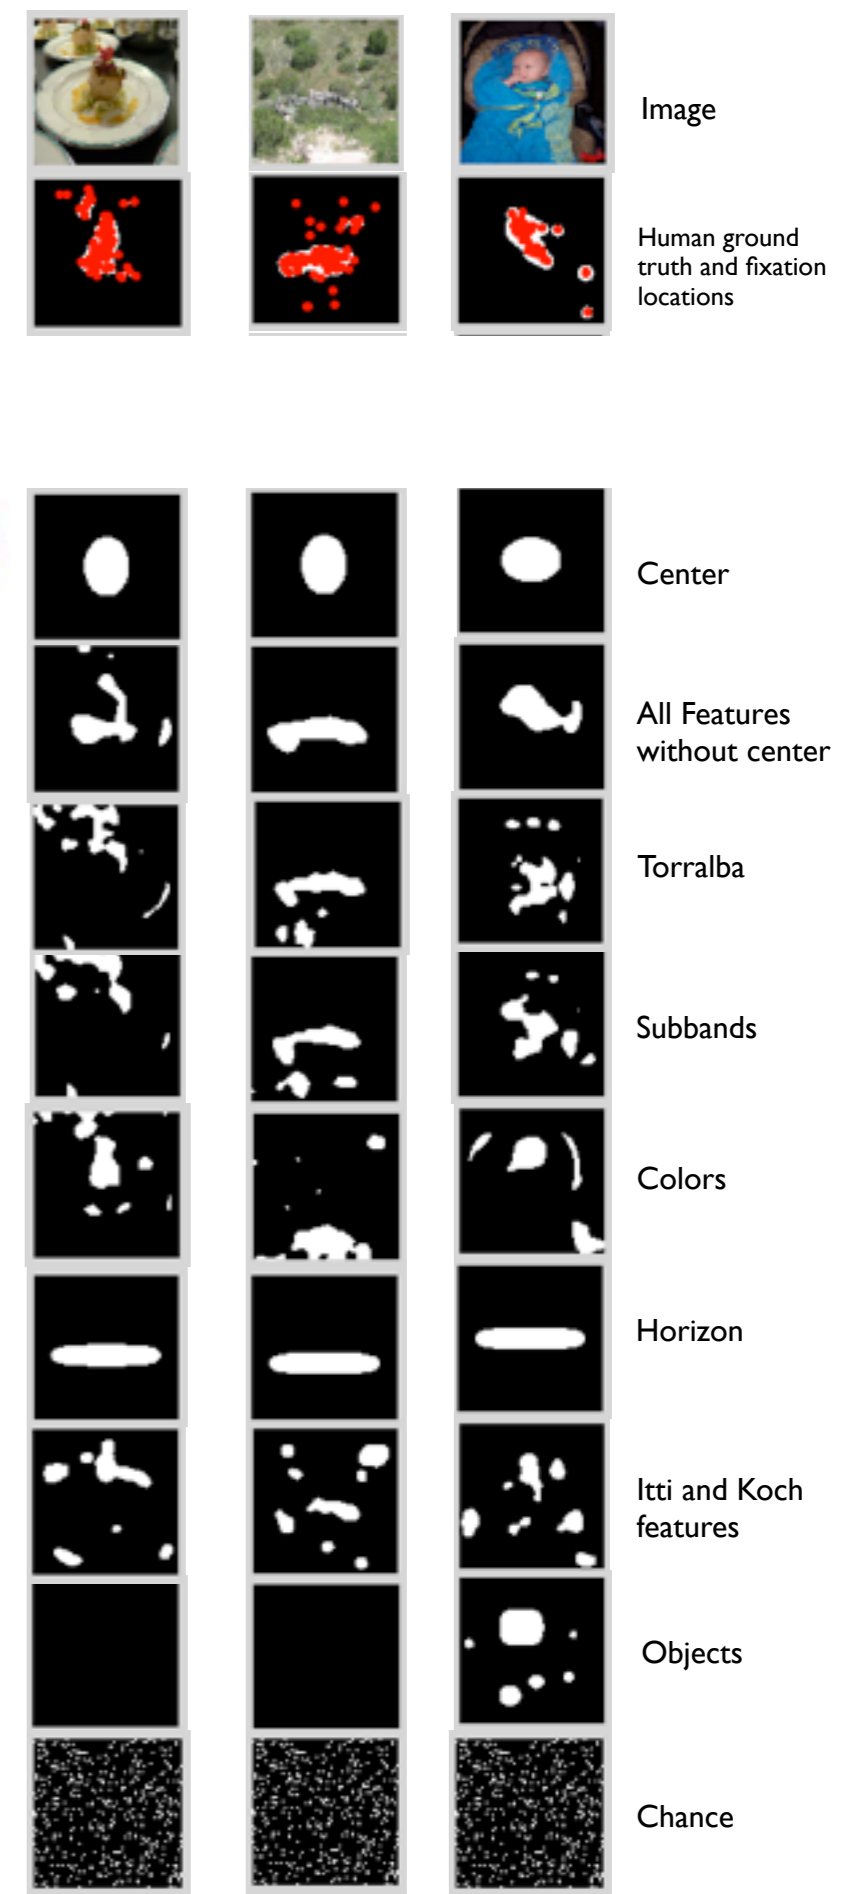 Image
Human ground
truth and fixation
locations
Center
All Features
without center
Torralba
Subbands
Colors
Horizon
Itti and Koch
features
Objects
Chance